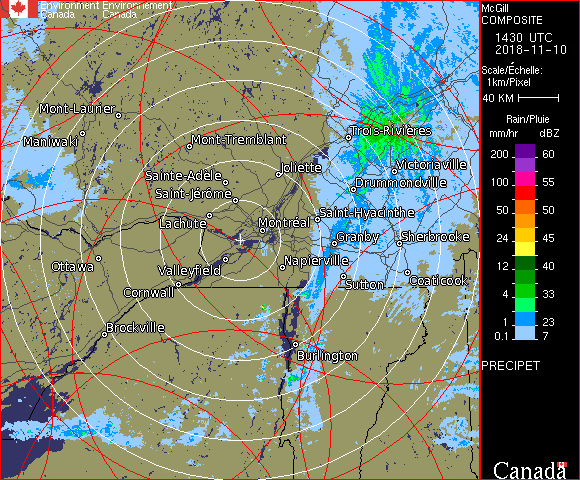 Environment Environnement
Canada Canada
McGill
COMPOSITE
1430 UTC
2018-11-10
Scale/Échelle:
1km/Pixel
40 KM
Rain/Pluie
mm/hr dBZ
200 60
100 55
50 50
24 45
12 40
4 33
1 23
0.1 7
PRECIPET
Canada
Mont-Laurier
Maniwaki
Mont-Tremblant
Trois-Rivières
Joliette
Victoriaville
Sainte-Adèle
Drummondville
Saint-Jérôme
Saint-Hyacinthe
Lachute
Montréal
Granby
Sherbrooke
Ottawa
Napierville
Valleyfield
Sutton
Coaticook
Cornwall
Brockville
Burlington